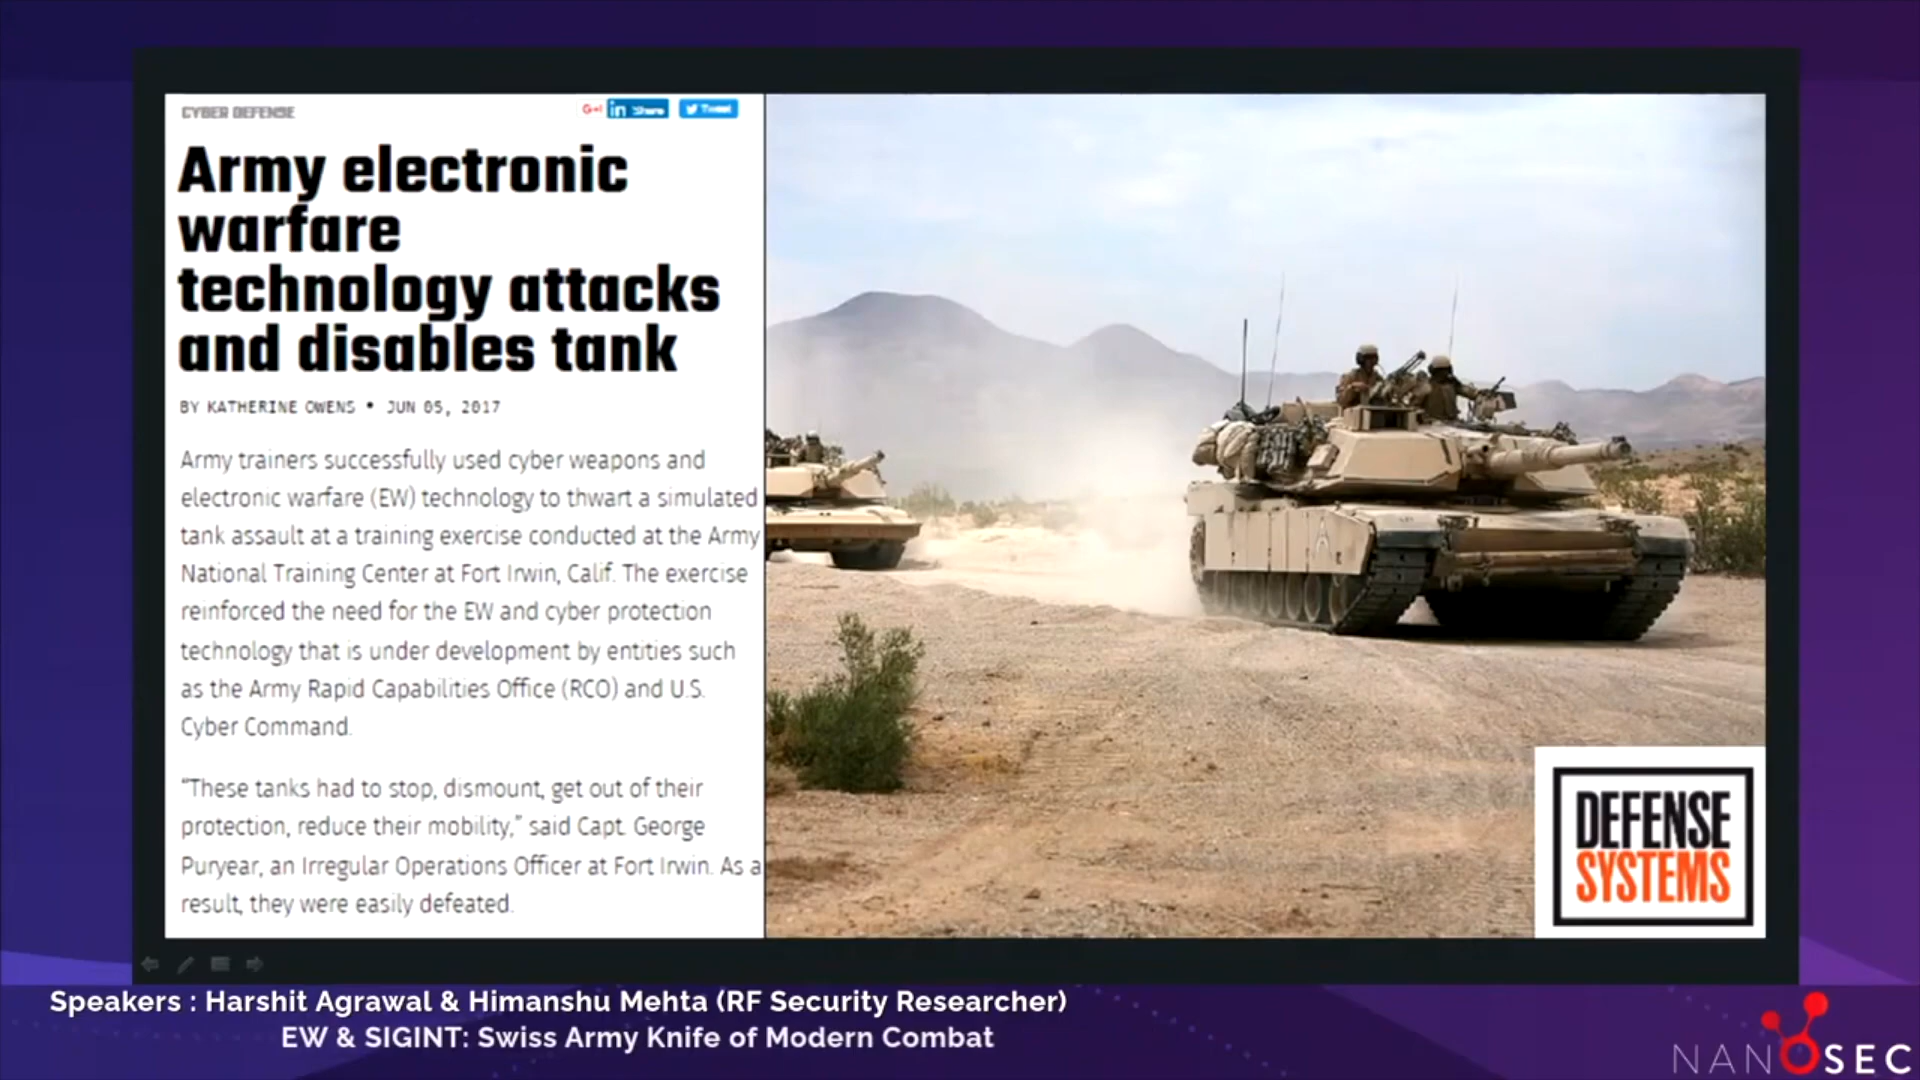 CYBER DEFENSE
G+1
in Share
Tweet
Army electronic
warfare
technology attacks
and disables tank
BY KATHERINE OWENS • JUN 05, 2017
Army trainers successfully used cyber weapons and
electronic warfare (EW) technology to thwart a simulated
tank assault at a training exercise conducted at the Army
National Training Center at Fort Irwin, Calif. The exercise
reinforced the need for the EW and cyber protection
technology that is under development by entities such
as the Army Rapid Capabilities Office (RCO) and U.S.
Cyber Command.
“These tanks had to stop, dismount, get out of their
protection, reduce their mobility,” said Capt. George
Puryear, an Irregular Operations Officer at Fort Irwin. As a
result, they were easily defeated.
DEFENSE
SYSTEMS
Speakers : Harshit Agrawal & Himanshu Mehta (RF Security Researcher)
EW & SIGINT: Swiss Army Knife of Modern Combat
NANOSEC